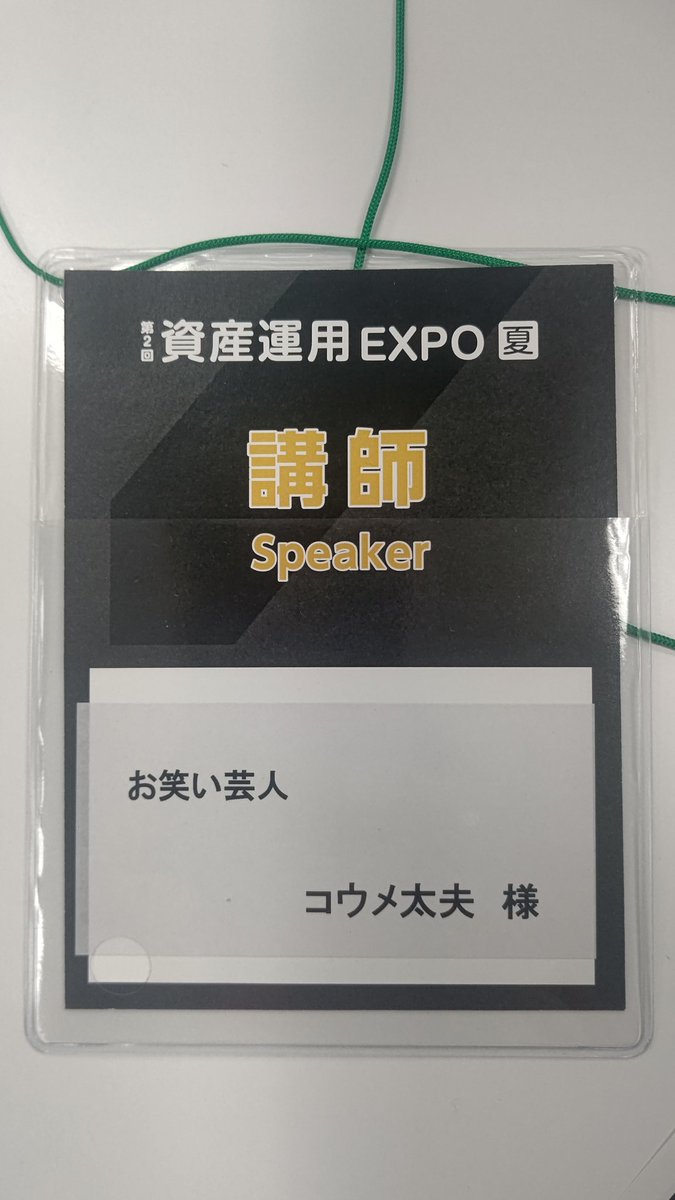 第2回 資産運用EXPO 夏
講師
Speaker
お笑い芸人
コウメ太夫 様